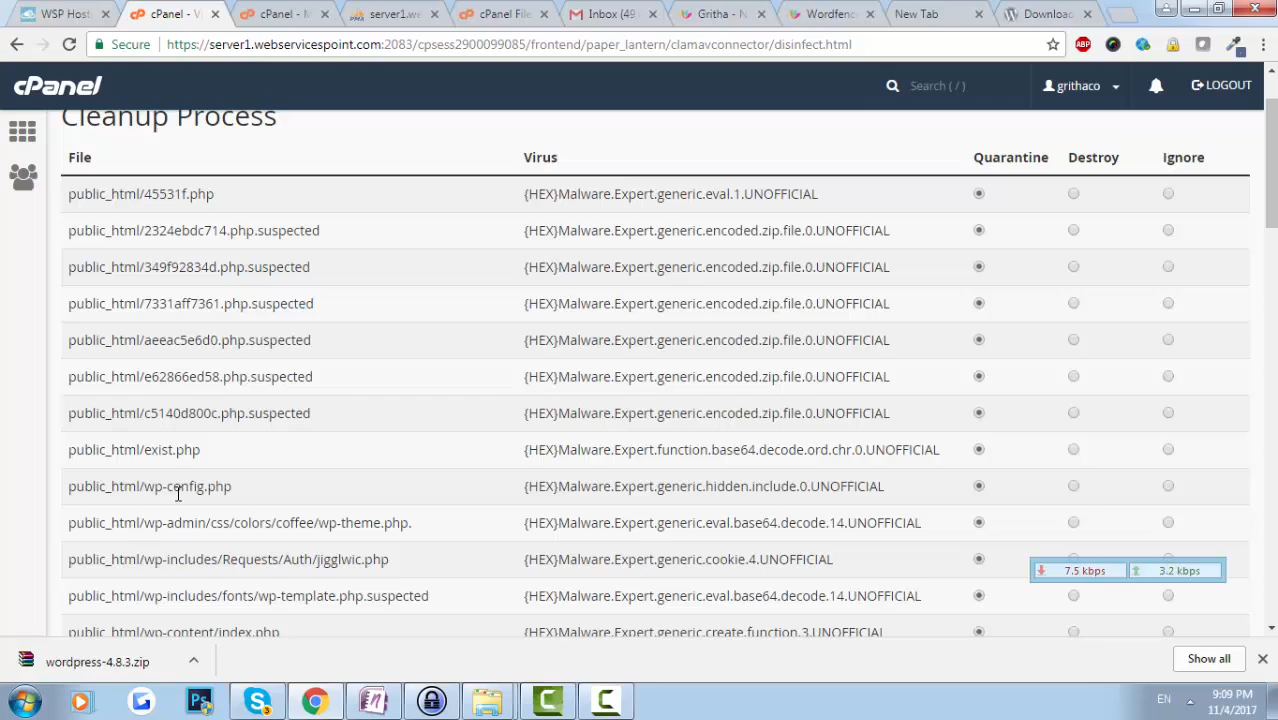 WSP Host
cPanel - V
cPanel - M
server1.we
cPanel File
Inbox (49
Gritha - N
Wordfenc
New Tab
Downloac
Secure https://server1.webservicespoint.com:2083/cpsess2900099085/frontend/paper_lantern/clamavconnector/disinfect.html
ABP
cPanel Search ( / ) grithaco LOGOUT
Cleanup Process
File Virus Quarantine Destroy Ignore
public_html/45531f.php {HEX}Malware.Expert.generic.eval.1.UNOFFICIAL
public_html/2324ebdc714.php.suspected {HEX}Malware.Expert.generic.encoded.zip.file.0.UNOFFICIAL
public_html/349f92834d.php.suspected {HEX}Malware.Expert.generic.encoded.zip.file.0.UNOFFICIAL
public_html/7331aff7361.php.suspected {HEX}Malware.Expert.generic.encoded.zip.file.0.UNOFFICIAL
public_html/aeeac5e6d0.php.suspected {HEX}Malware.Expert.generic.encoded.zip.file.0.UNOFFICIAL
public_html/e62866ed58.php.suspected {HEX}Malware.Expert.generic.encoded.zip.file.0.UNOFFICIAL
public_html/c5140d800c.php.suspected {HEX}Malware.Expert.generic.encoded.zip.file.0.UNOFFICIAL
public_html/exist.php {HEX}Malware.Expert.function.base64.decode.ord.chr.0.UNOFFICIAL
public_html/wp-config.php {HEX}Malware.Expert.generic.hidden.include.0.UNOFFICIAL
public_html/wp-admin/css/colors/coffee/wp-theme.php. {HEX}Malware.Expert.generic.eval.base64.decode.14.UNOFFICIAL
public_html/wp-includes/Requests/Auth/jigglwic.php {HEX}Malware.Expert.generic.cookie.4.UNOFFICIAL
7.5 kbps 3.2 kbps
public_html/wp-includes/fonts/wp-template.php.suspected {HEX}Malware.Expert.generic.eval.base64.decode.14.UNOFFICIAL
public_html/wp-content/index.php {HEX}Malware.Expert.generic.create.function.3.UNOFFICIAL
wordpress-4.8.3.zip Show all
EN 9:09 PM
11/4/2017